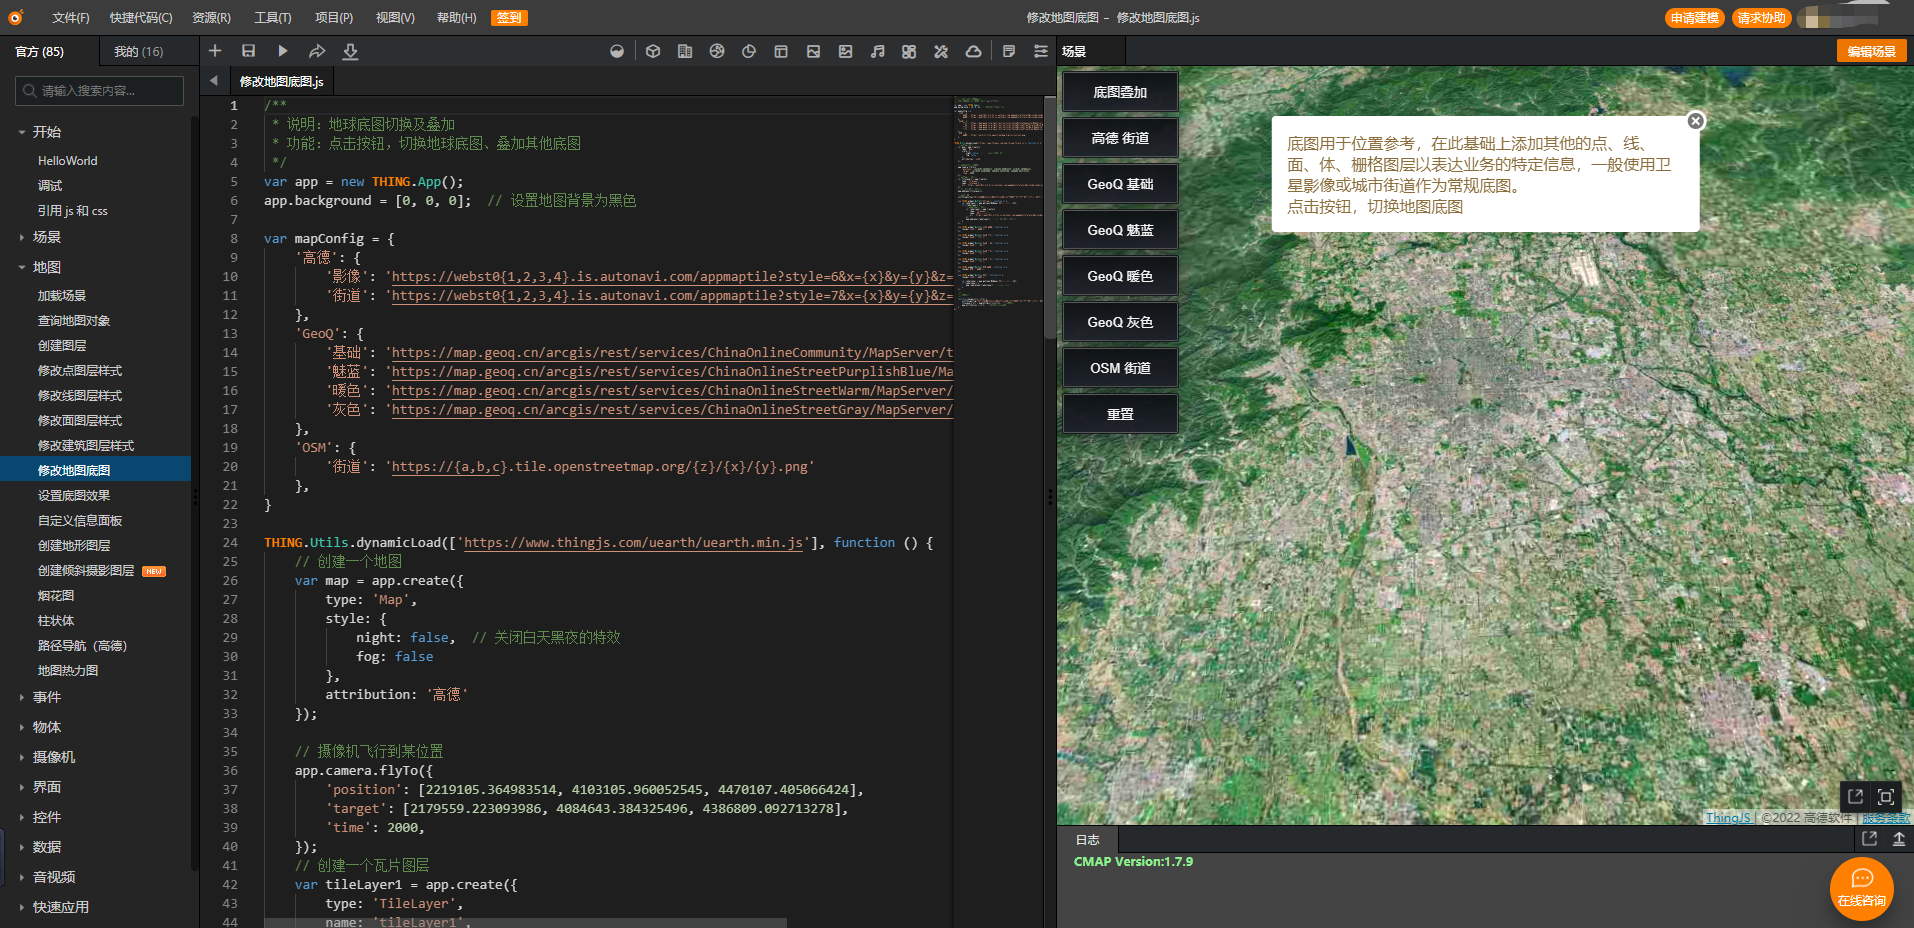 文件(F) 快捷代码(C) 资源(R) 工具(T) 项目(P) 视图(V) 帮助(H) 签到
修改地图底图 – 修改地图底图.js
申请建模 请求协助
官方 (85) 我的 (16)
请输入搜索内容...
开始
HelloWorld
调试
引用 js 和 css
场景
地图
加载场景
查询地图对象
创建图层
修改点图层样式
修改线图层样式
修改面图层样式
修改建筑图层样式
修改地图底图
设置底图效果
自定义信息面板
创建地形图层
创建倾斜摄影图层 NEW
烟花图
柱状体
路径导航（高德）
地图热力图
事件
物体
摄像机
界面
控件
数据
音视频
快速应用
修改地图底图.js
1 /**
2 * 说明：地球底图切换及叠加
3 * 功能：点击按钮，切换地球底图、叠加其他底图
4 */
5 var app = new THING.App();
6 app.background = [0, 0, 0];  // 设置地图背景为黑色
7
8 var mapConfig = {
9 '高德': {
10 '影像': 'https://webst0{1,2,3,4}.is.autonavi.com/appmaptile?style=6&x={x}&y={y}&z=
11 '街道': 'https://webst0{1,2,3,4}.is.autonavi.com/appmaptile?style=7&x={x}&y={y}&z=
12 },
13 'GeoQ': {
14 '基础': 'https://map.geoq.cn/arcgis/rest/services/ChinaOnlineCommunity/MapServer/t
15 '魅蓝': 'https://map.geoq.cn/arcgis/rest/services/ChinaOnlineStreetPurplishBlue/Ma
16 '暖色': 'https://map.geoq.cn/arcgis/rest/services/ChinaOnlineStreetWarm/MapServer/
17 '灰色': 'https://map.geoq.cn/arcgis/rest/services/ChinaOnlineStreetGray/MapServer/
18 },
19 'OSM': {
20 '街道': 'https://{a,b,c}.tile.openstreetmap.org/{z}/{x}/{y}.png'
21 },
22 }
23
24 THING.Utils.dynamicLoad(['https://www.thingjs.com/uearth/uearth.min.js'], function () {
25 // 创建一个地图
26 var map = app.create({
27 type: 'Map',
28 style: {
29 night: false,  // 关闭白天黑夜的特效
30 fog: false
31 },
32 attribution: '高德'
33 });
34
35 // 摄像机飞行到某位置
36 app.camera.flyTo({
37 'position': [2219105.364983514, 4103105.960052545, 4470107.405066424],
38 'target': [2179559.223093986, 4084643.384325496, 4386809.092713278],
39 'time': 2000,
40 });
41 // 创建一个瓦片图层
42 var tileLayer1 = app.create({
43 type: 'TileLayer',
44 name: 'tileLayer1',
场景
编辑场景
底图叠加
高德 街道
GeoQ 基础
GeoQ 魅蓝
GeoQ 暖色
GeoQ 灰色
OSM 街道
重置
底图用于位置参考，在此基础上添加其他的点、线、
面、体、栅格图层以表达业务的特定信息，一般使用卫
星影像或城市街道作为常规底图。
点击按钮，切换地图底图
ThingJS | ©2022 高德软件 | 服务条款
日志
CMAP Version:1.7.9
在线咨询